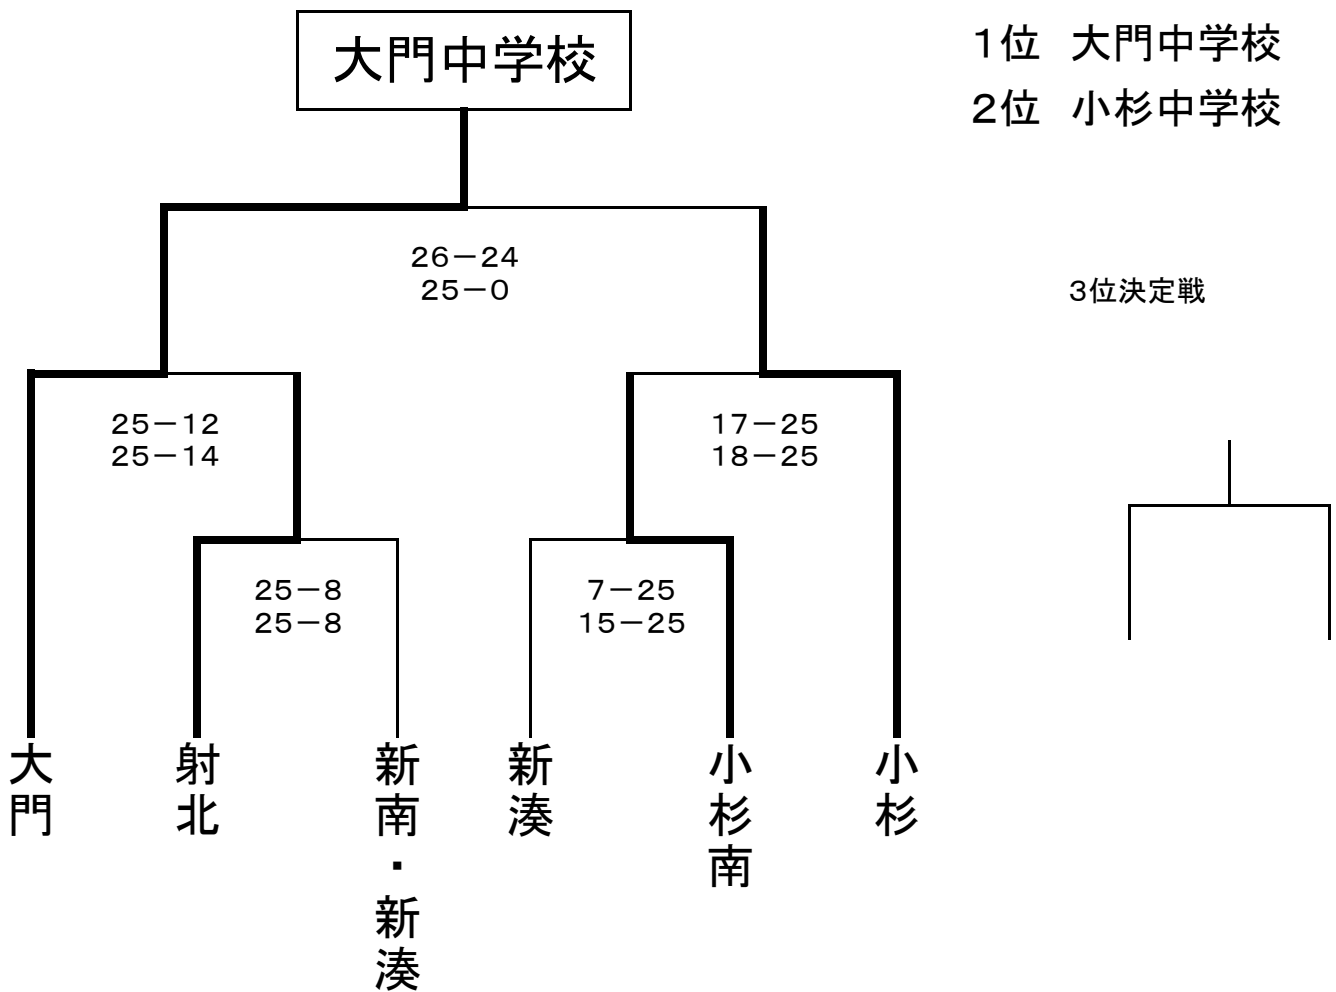 大門中学校
1位　大門中学校
2位　小杉中学校
26－24
25－0
3位決定戦
25－12
25－14
17－25
18－25
25－8
25－8
7－25
15－25
大門
射北
新南・新湊
新湊
小杉南
小杉